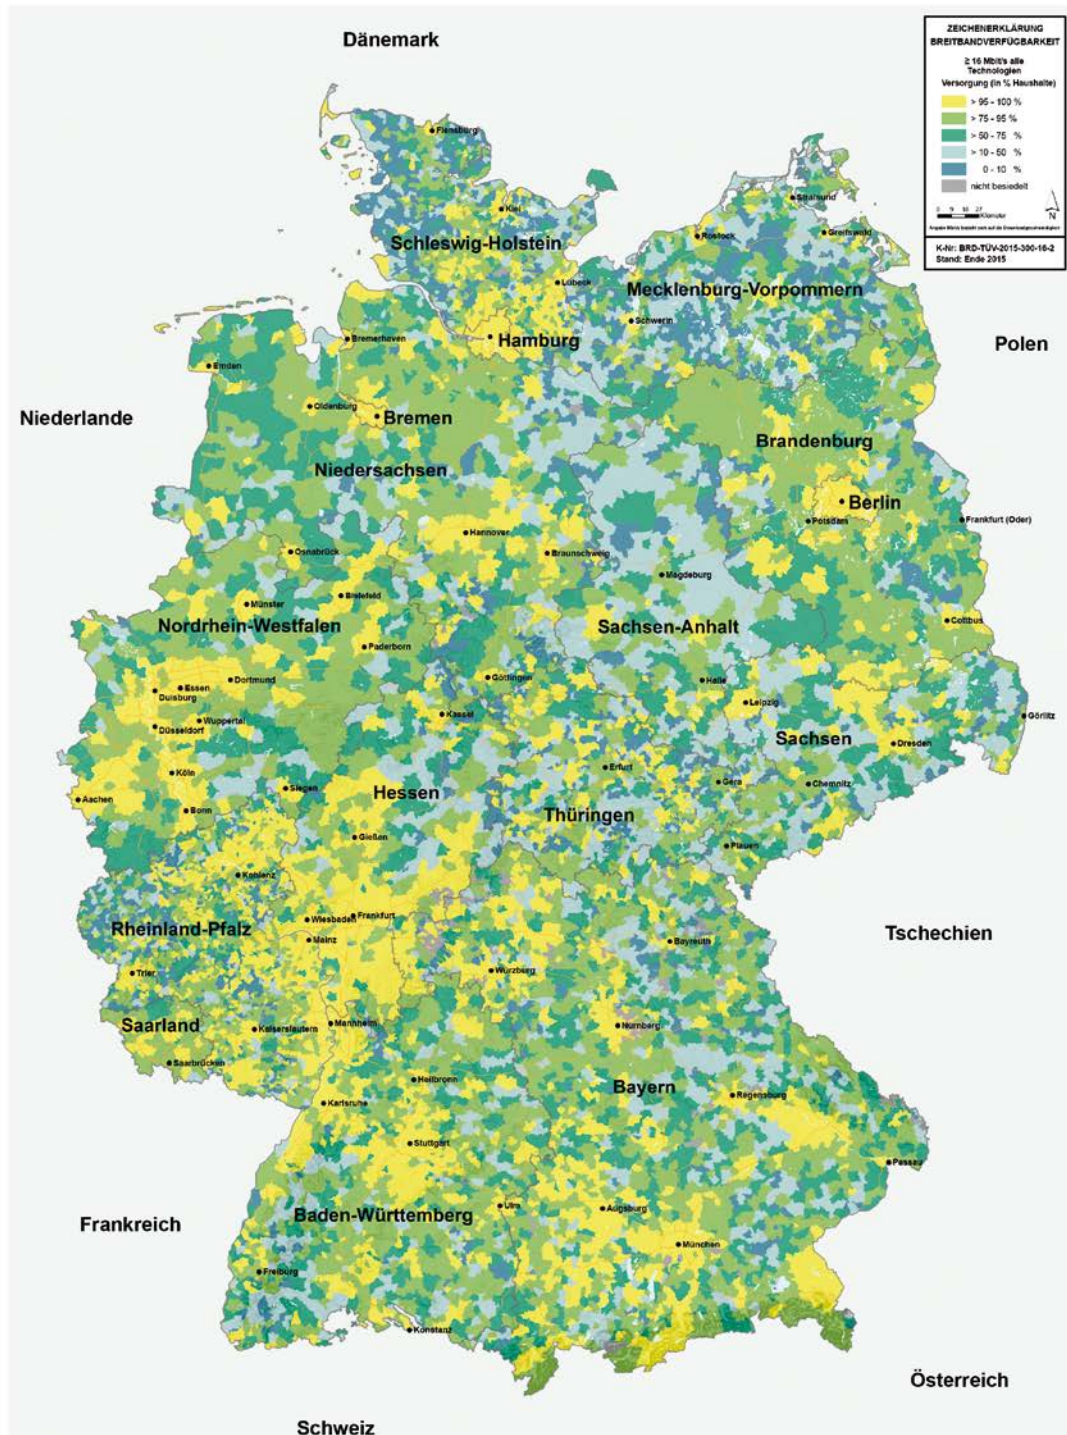 Dänemark
ZEICHENERKLÄRUNG
BREITBANDVERFÜGBARKEIT
≥ 16 Mbit/s alle
Technologien
Versorgung (in % Haushalte)
> 95 - 100 %
> 75 - 95 %
> 50 - 75 %
> 10 - 50 %
0 - 10 %
nicht besiedelt
Kilometer
N
K-Nr: BRD-TÜV-2015-300-16-2
Stand: Ende 2015
Flensburg
Kiel
Stralsund
Schleswig-Holstein
Rostock
Greifswald
Lübeck
Mecklenburg-Vorpommern
Schwerin
Bremerhaven
Hamburg
Polen
Emden
Niederlande
Oldenburg
Bremen
Brandenburg
Niedersachsen
Berlin
Potsdam
Frankfurt (Oder)
Hannover
Osnabrück
Braunschweig
Magdeburg
Münster
Bielefeld
Nordrhein-Westfalen
Sachsen-Anhalt
Cottbus
Paderborn
Göttingen
Halle
Dortmund
Essen
Duisburg
Leipzig
Kassel
Görlitz
Wuppertal
Düsseldorf
Sachsen
Dresden
Köln
Erfurt
Gera
Chemnitz
Siegen
Hessen
Aachen
Bonn
Thüringen
Gießen
Plauen
Koblenz
Wiesbaden
Frankfurt
Rheinland-Pfalz
Mainz
Bayreuth
Tschechien
Trier
Würzburg
Saarland
Kaiserslautern
Mannheim
Nürnberg
Saarbrücken
Heilbronn
Bayern
Regensburg
Karlsruhe
Stuttgart
Passau
Ulm
Augsburg
Baden-Württemberg
Frankreich
München
Freiburg
Konstanz
Österreich
Schweiz